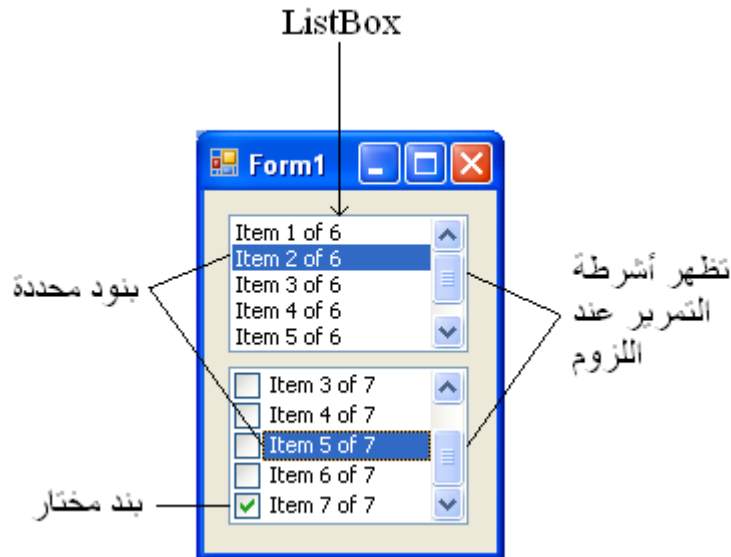 ListBox
Form1
Item 1 of 6
Item 2 of 6
Item 3 of 6
Item 4 of 6
Item 5 of 6
بنود محددة
تظهر أشرطة
التمرير عند
اللزوم
Item 3 of 7
Item 4 of 7
Item 5 of 7
Item 6 of 7
Item 7 of 7
بند مختار